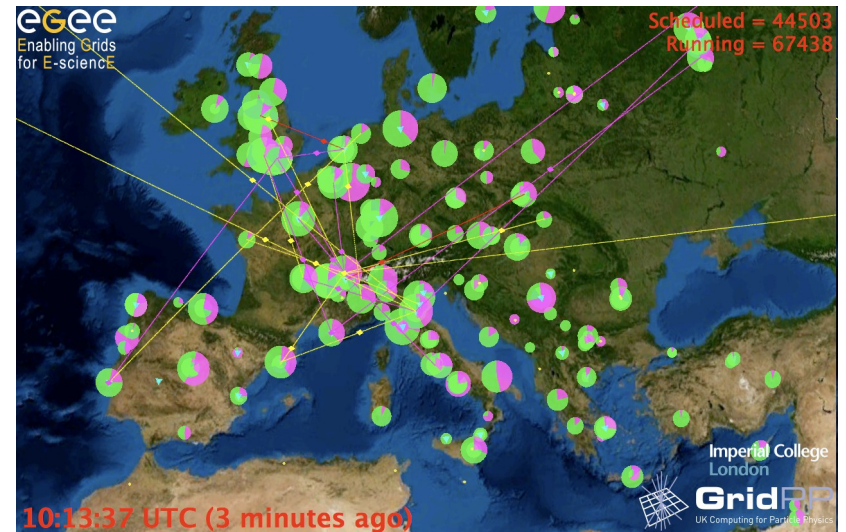 eGee
Enabling Grids
for E-sciencE
Scheduled = 44503
Running = 67438
Imperial College
London
GridPP
UK Computing for Particle Physics
10:13:37 UTC (3 minutes ago)